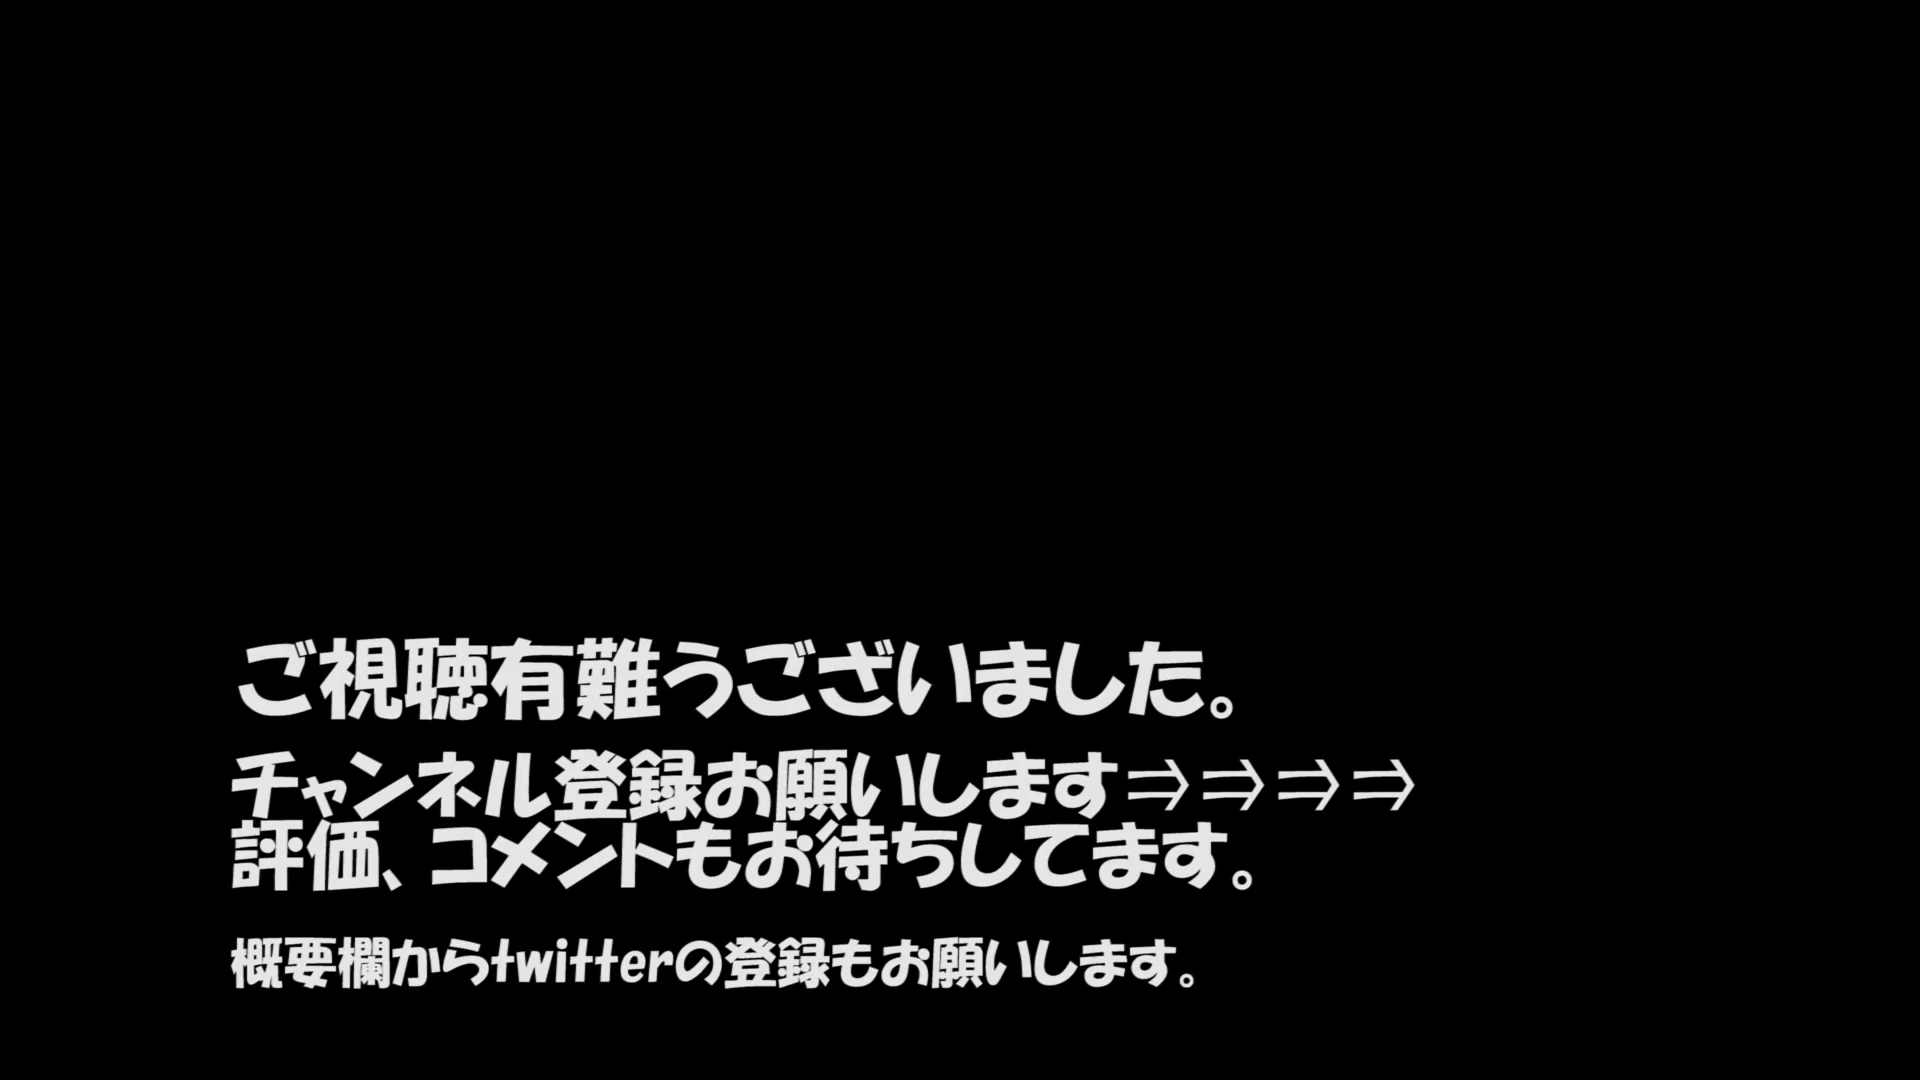 ご視聴有難うございました。
チャンネル登録お願いします⇒⇒⇒⇒
評価、コメントもお待ちしてます。
概要欄からtwitterの登録もお願いします。